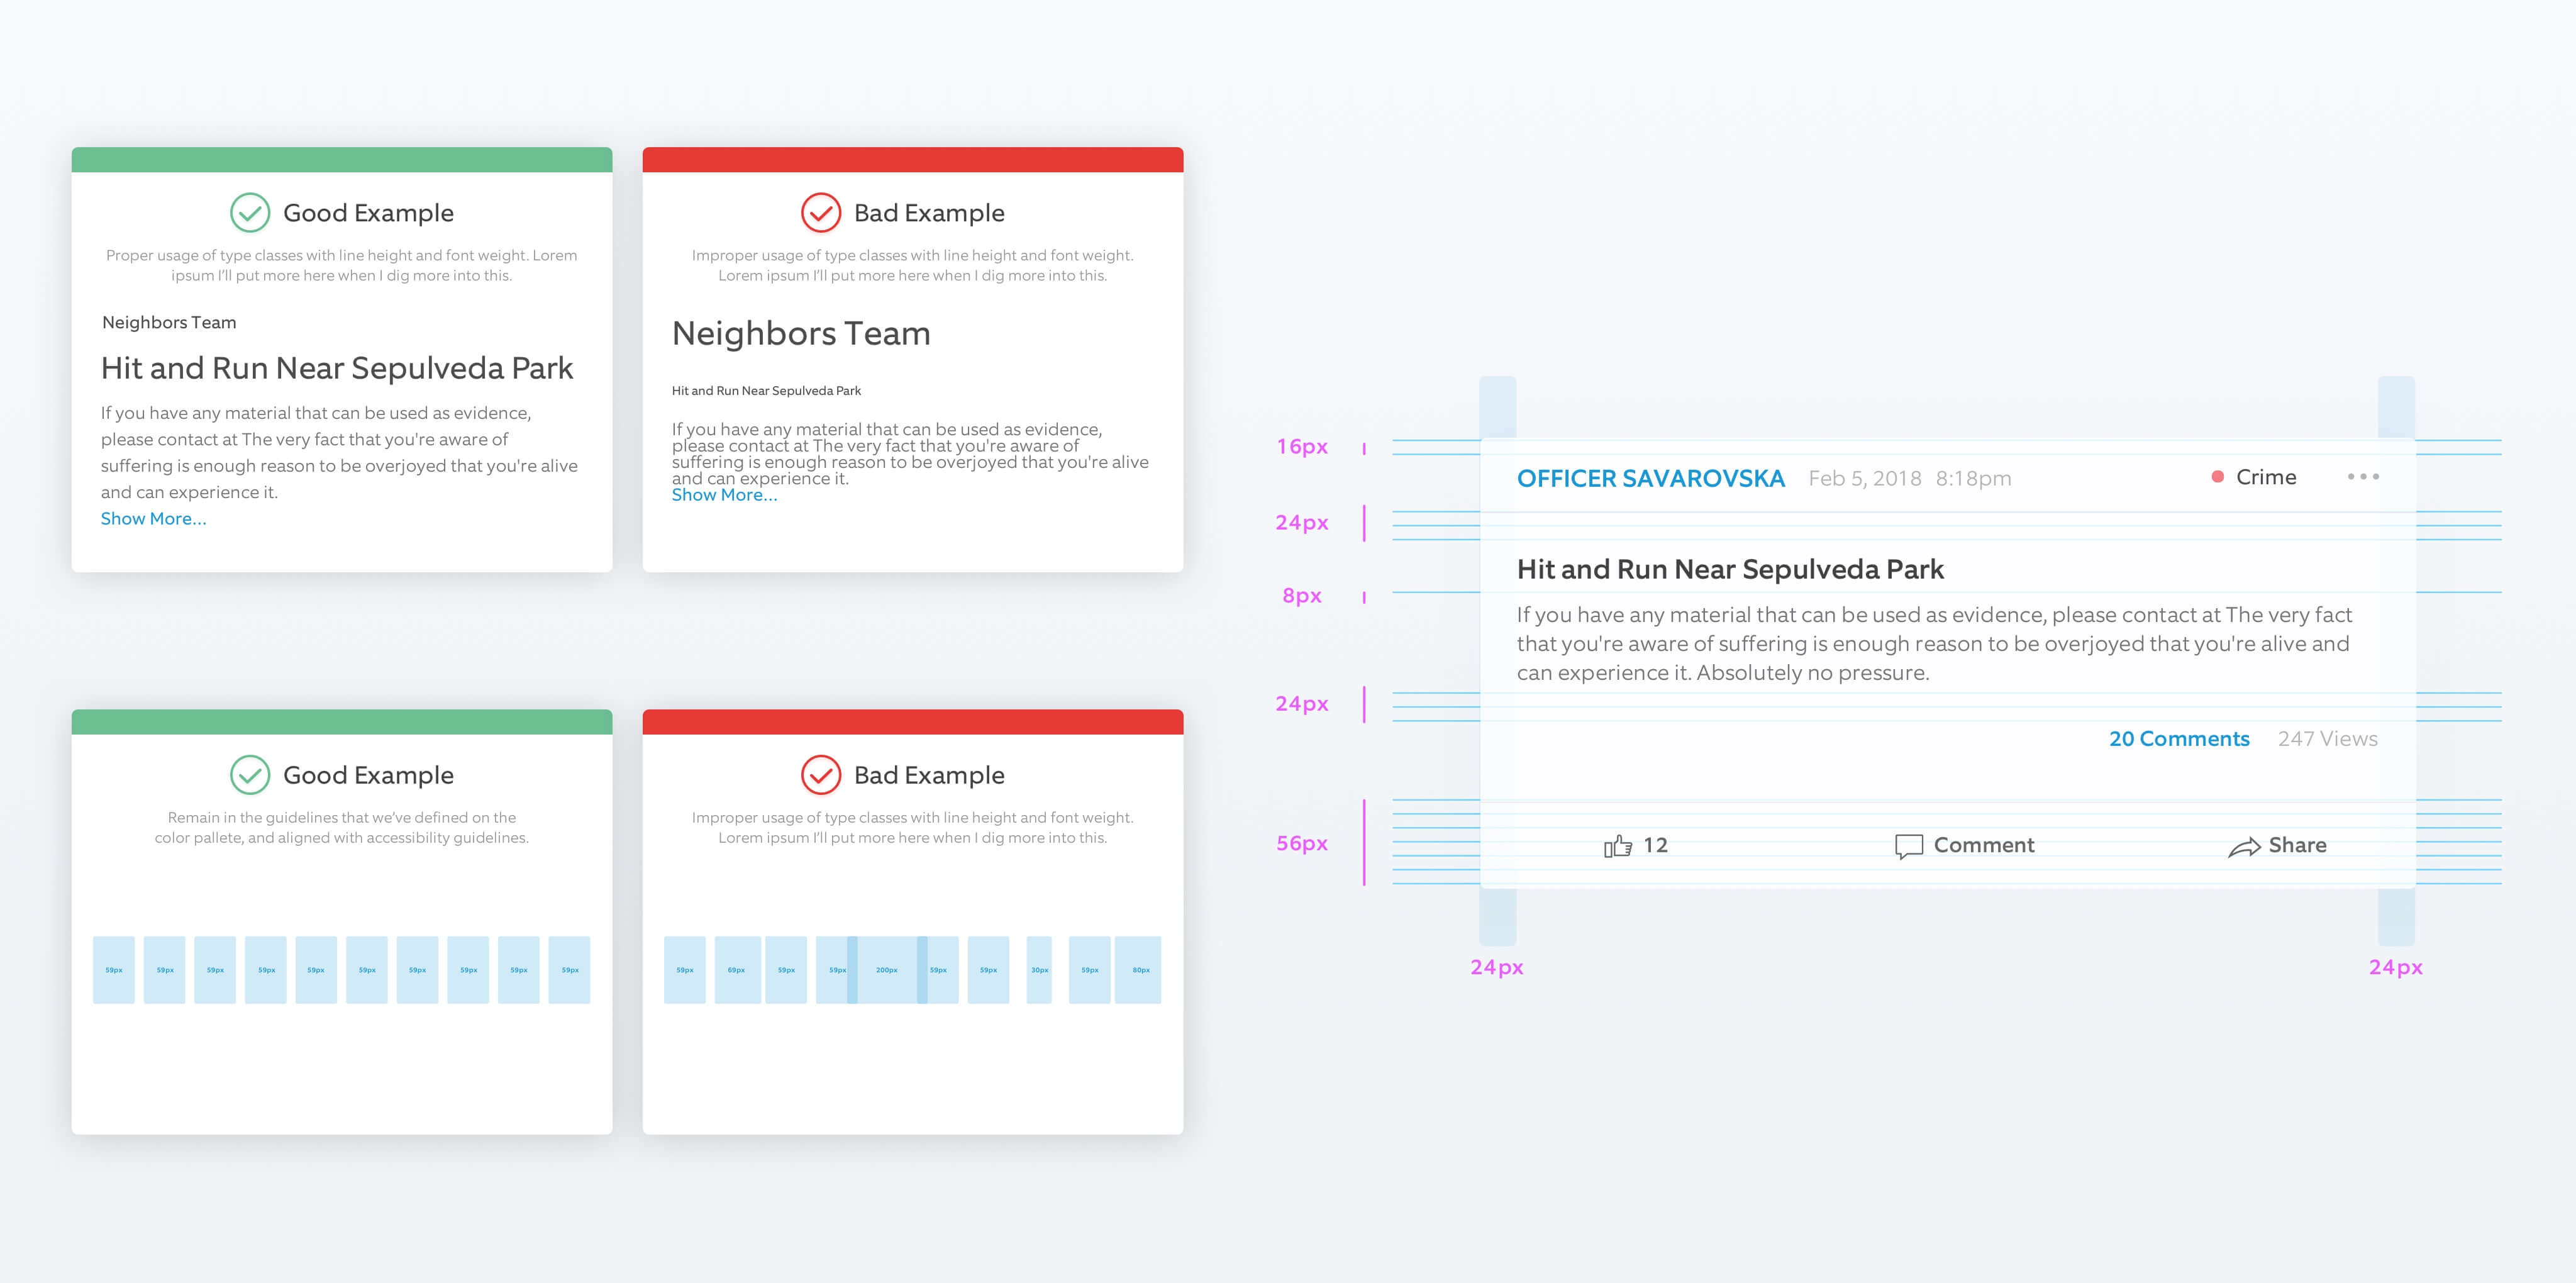 Good Example
Proper usage of type classes with line height and font weight. Lorem
ipsum I'll put more here when I dig more into this.
Neighbors Team
Hit and Run Near Sepulveda Park
If you have any material that can be used as evidence,
please contact at The very fact that you're aware of
suffering is enough reason to be overjoyed that you're alive
and can experience it.
Show More...
Bad Example
Improper usage of type classes with line height and font weight.
Lorem ipsum I'll put more here when I dig more into this.
Neighbors Team
Hit and Run Near Sepulveda Park
If you have any material that can be used as evidence,
please contact at The very fact that you're aware of
suffering is enough reason to be overjoyed that you're alive
and can experience it.
Show More...
Good Example
Remain in the guidelines that we've defined on the
color pallete, and aligned with accessibility guidelines.
59px 59px 59px 59px 59px 59px 59px 59px 59px 59px
Bad Example
Improper usage of type classes with line height and font weight.
Lorem ipsum I'll put more here when I dig more into this.
59px 69px 59px 59px 200px 59px 59px 30px 59px 80px
16px
OFFICER SAVAROVSKA Feb 5, 2018 8:18pm Crime
24px
Hit and Run Near Sepulveda Park
8px
If you have any material that can be used as evidence, please contact at The very fact
that you're aware of suffering is enough reason to be overjoyed that you're alive and
can experience it. Absolutely no pressure.
24px
20 Comments 247 Views
56px
12 Comment Share
24px 24px